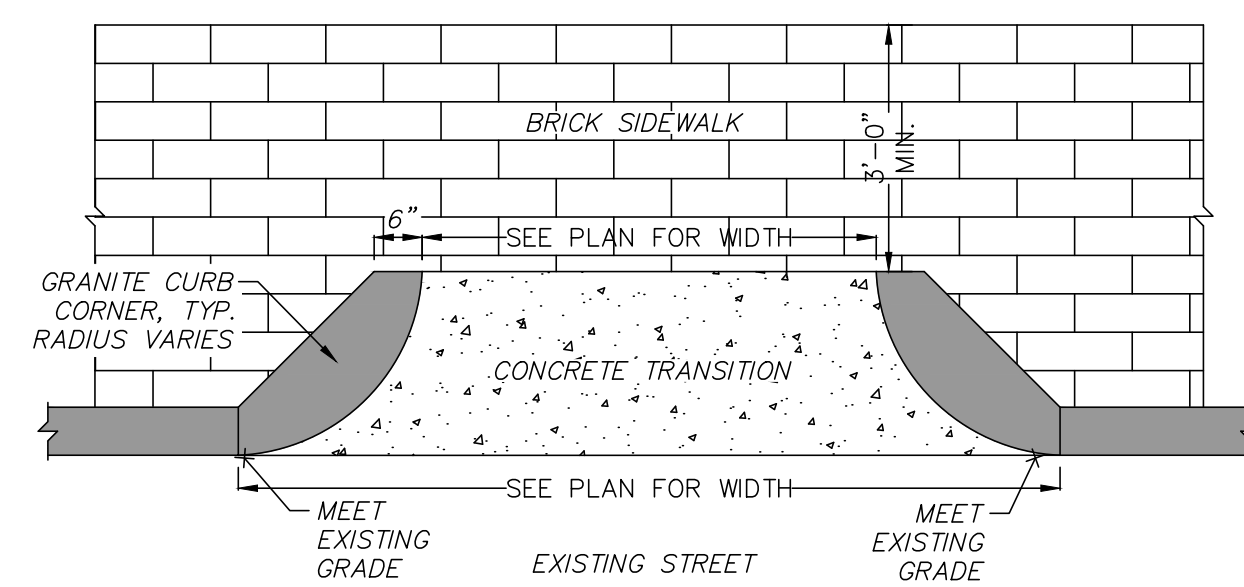 BRICK SIDEWALK
3'-0"
MIN.
6"
SEE PLAN FOR WIDTH
GRANITE CURB
CORNER, TYP.
RADIUS VARIES
CONCRETE TRANSITION
SEE PLAN FOR WIDTH
MEET
EXISTING
GRADE
EXISTING STREET
MEET
EXISTING
GRADE